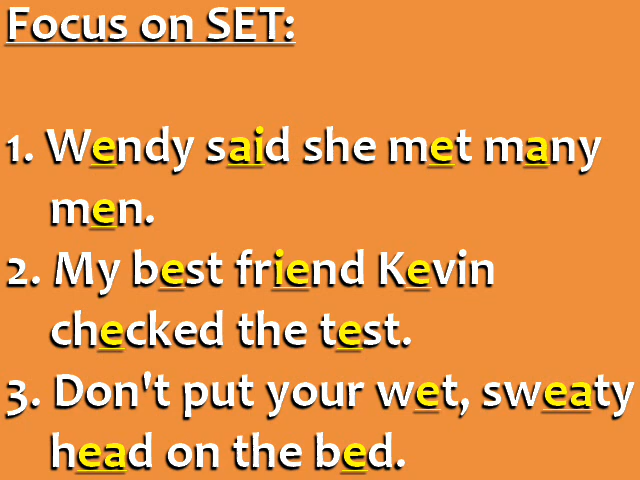 Focus on SET:
1. Wendy said she met many
men.
2. My best friend Kevin
checked the test.
3. Don't put your wet, sweaty
head on the bed.